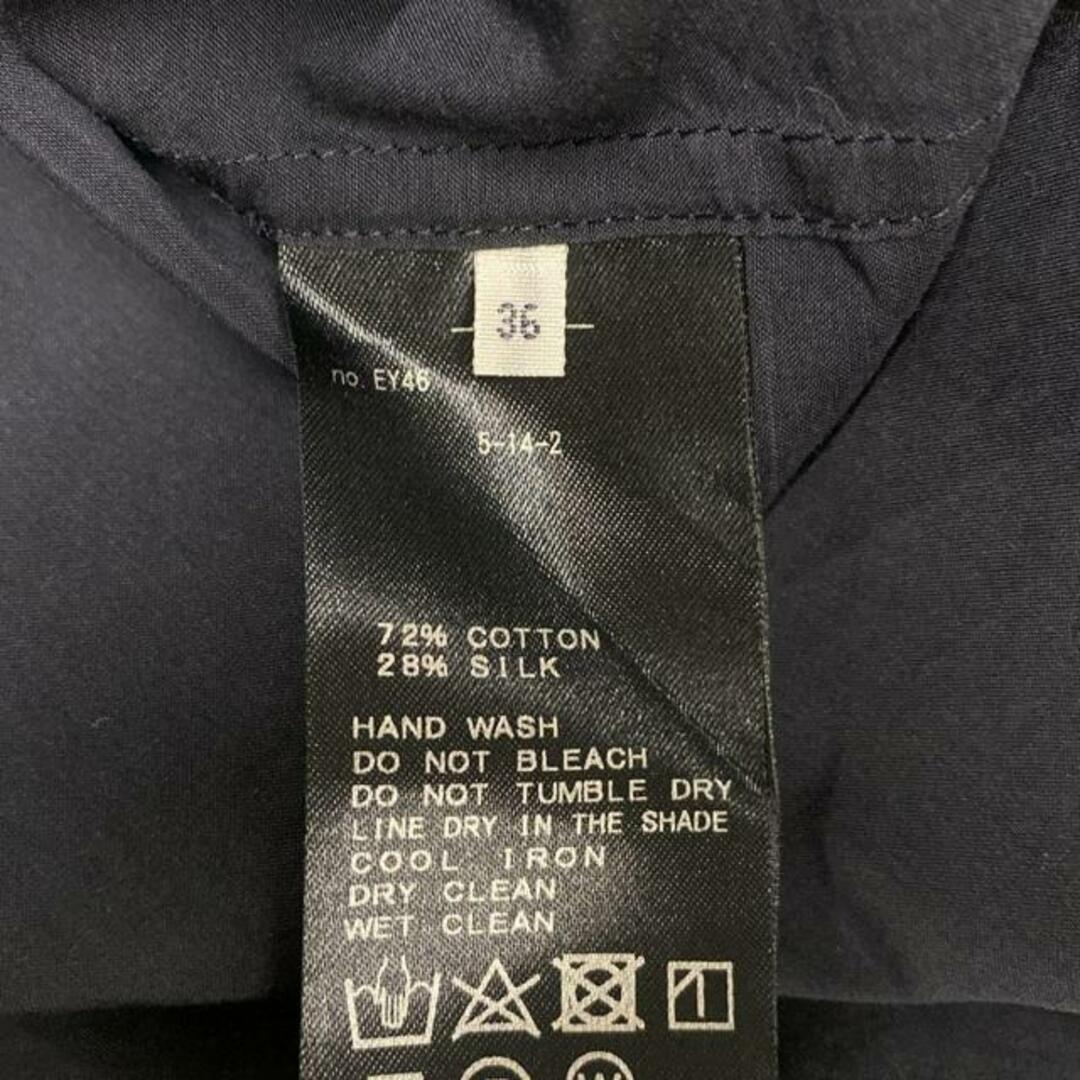 36
no. EY46
5-14-2
72% COTTON
28% SILK
HAND WASH
DO NOT BLEACH
DO NOT TUMBLE DRY
LINE DRY IN THE SHADE
COOL IRON
DRY CLEAN
WET CLEAN
W